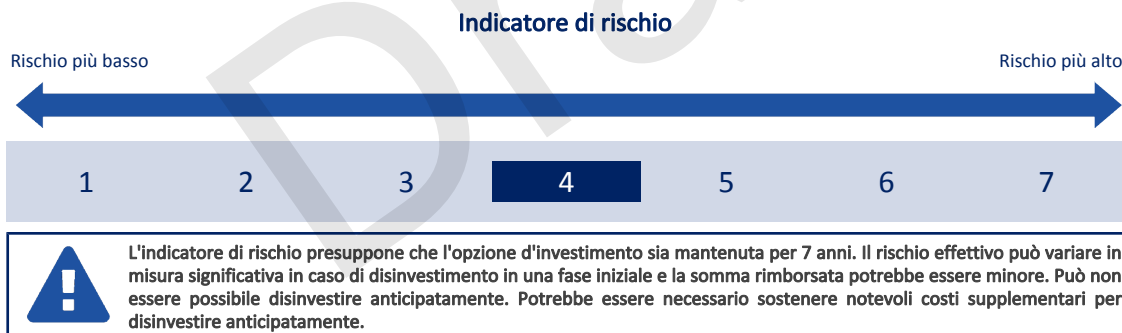 Indicatore di rischio
Rischio più basso
Rischio più alto
1 2 3 4 5 6 7
L'indicatore di rischio presuppone che l'opzione d'investimento sia mantenuta per 7 anni. Il rischio effettivo può variare in
misura significativa in caso di disinvestimento in una fase iniziale e la somma rimborsata potrebbe essere minore. Può non
essere possibile disinvestire anticipatamente. Potrebbe essere necessario sostenere notevoli costi supplementari per
disinvestire anticipatamente.